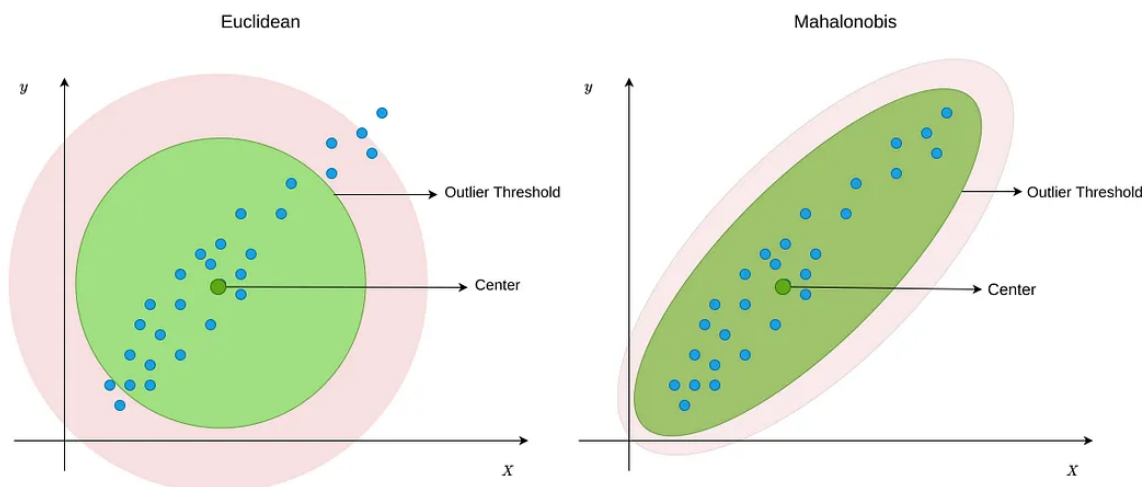 Euclidean
Mahalonobis
y
y
Outlier Threshold
Outlier Threshold
Center
Center
X
X